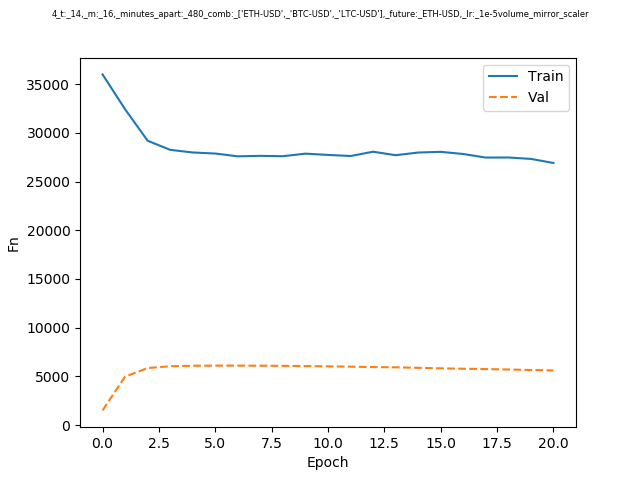 4_t:_14,_m:_16,_minutes_apart:_480_comb:_['ETH-USD',_'BTC-USD',_'LTC-USD'],_future:_ETH-USD,_lr:_1e-5volume_mirror_scaler
Train
Val
35000
30000
25000
20000
15000
10000
5000
0
Fn
0.0 2.5 5.0 7.5 10.0 12.5 15.0 17.5 20.0
Epoch